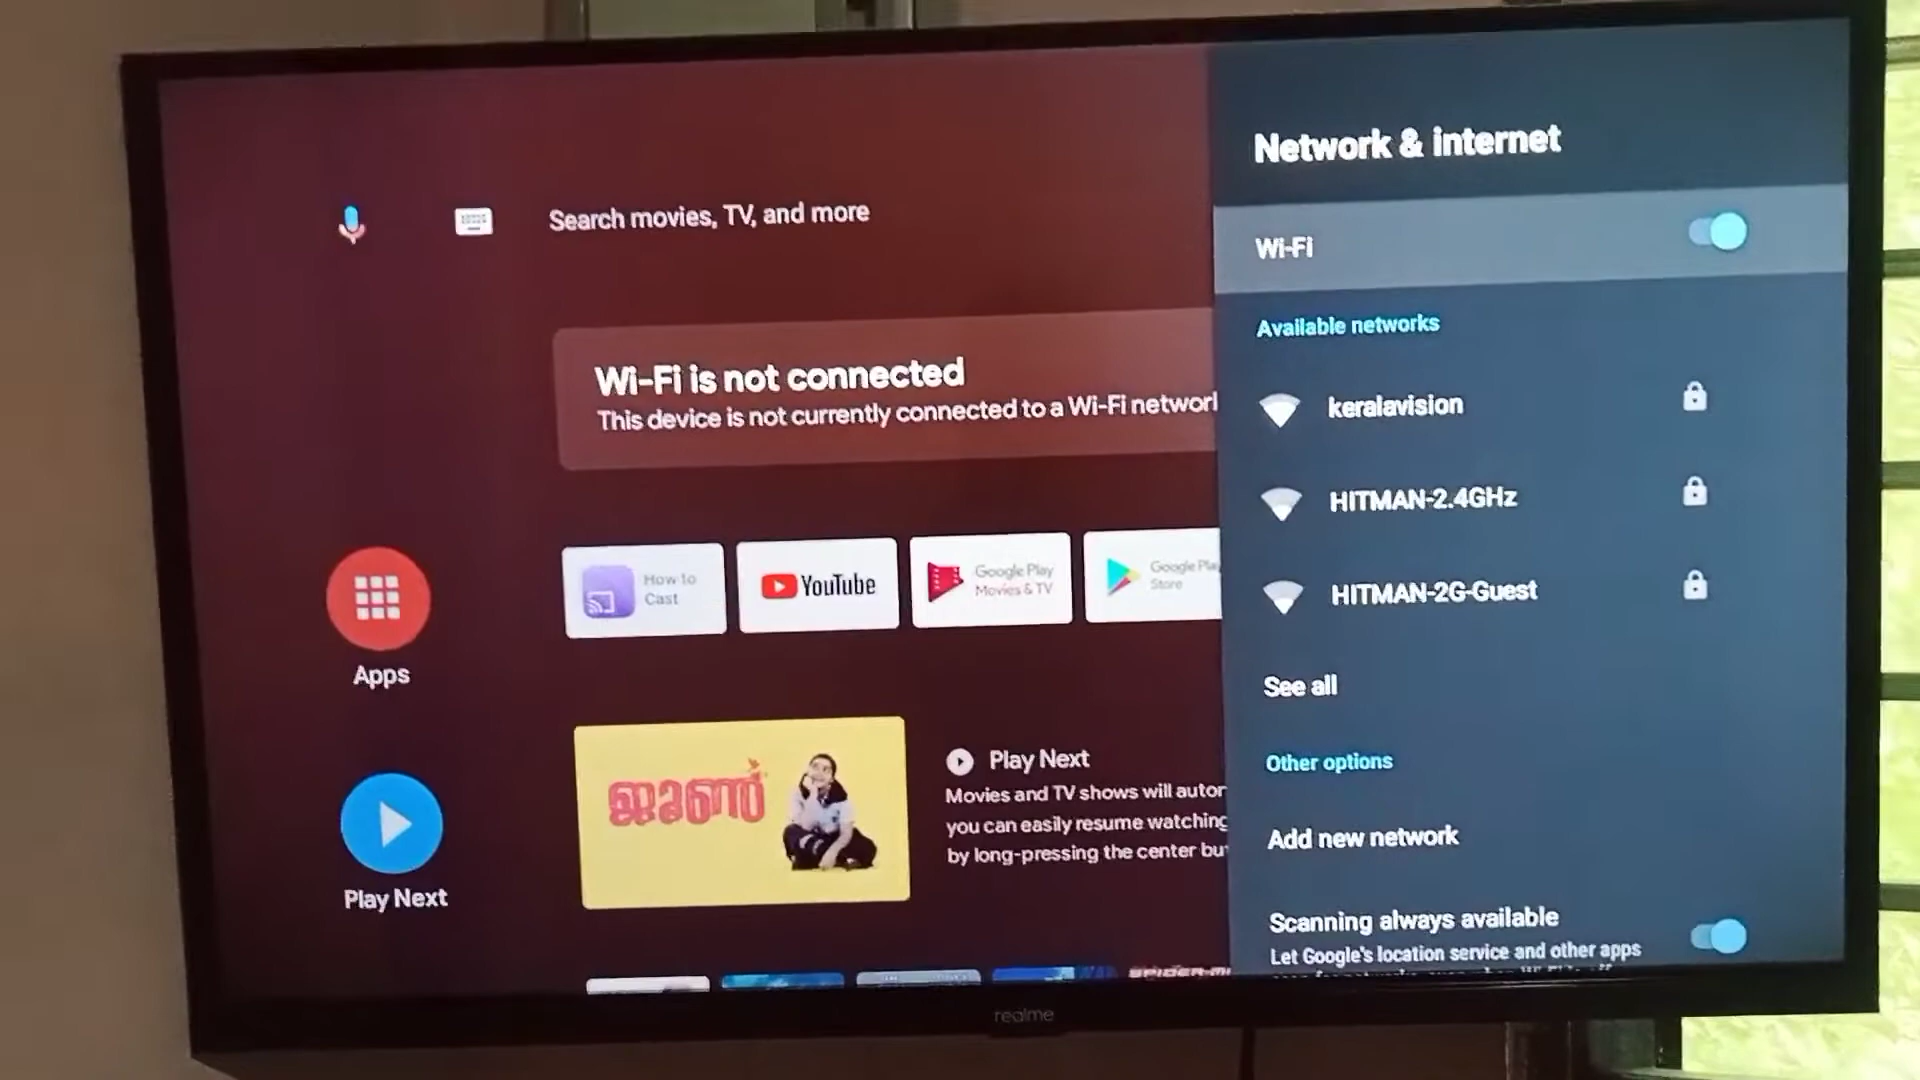 Search movies, TV, and more
Wi-Fi is not connected
This device is not currently connected to a Wi-Fi network
How to
Cast
YouTube
Google Play
Movies & TV
Google Play
Store
Apps
ജൂൺ
Play Next
Movies and TV shows will
you can easily resume watching
by long-pressing the center
Play Next
realme
Network & internet
Wi-Fi
Available networks
keralavision
HITMAN-2.4GHz
HITMAN-2G-Guest
See all
Other options
Add new network
Scanning always available
Let Google's location service and other apps